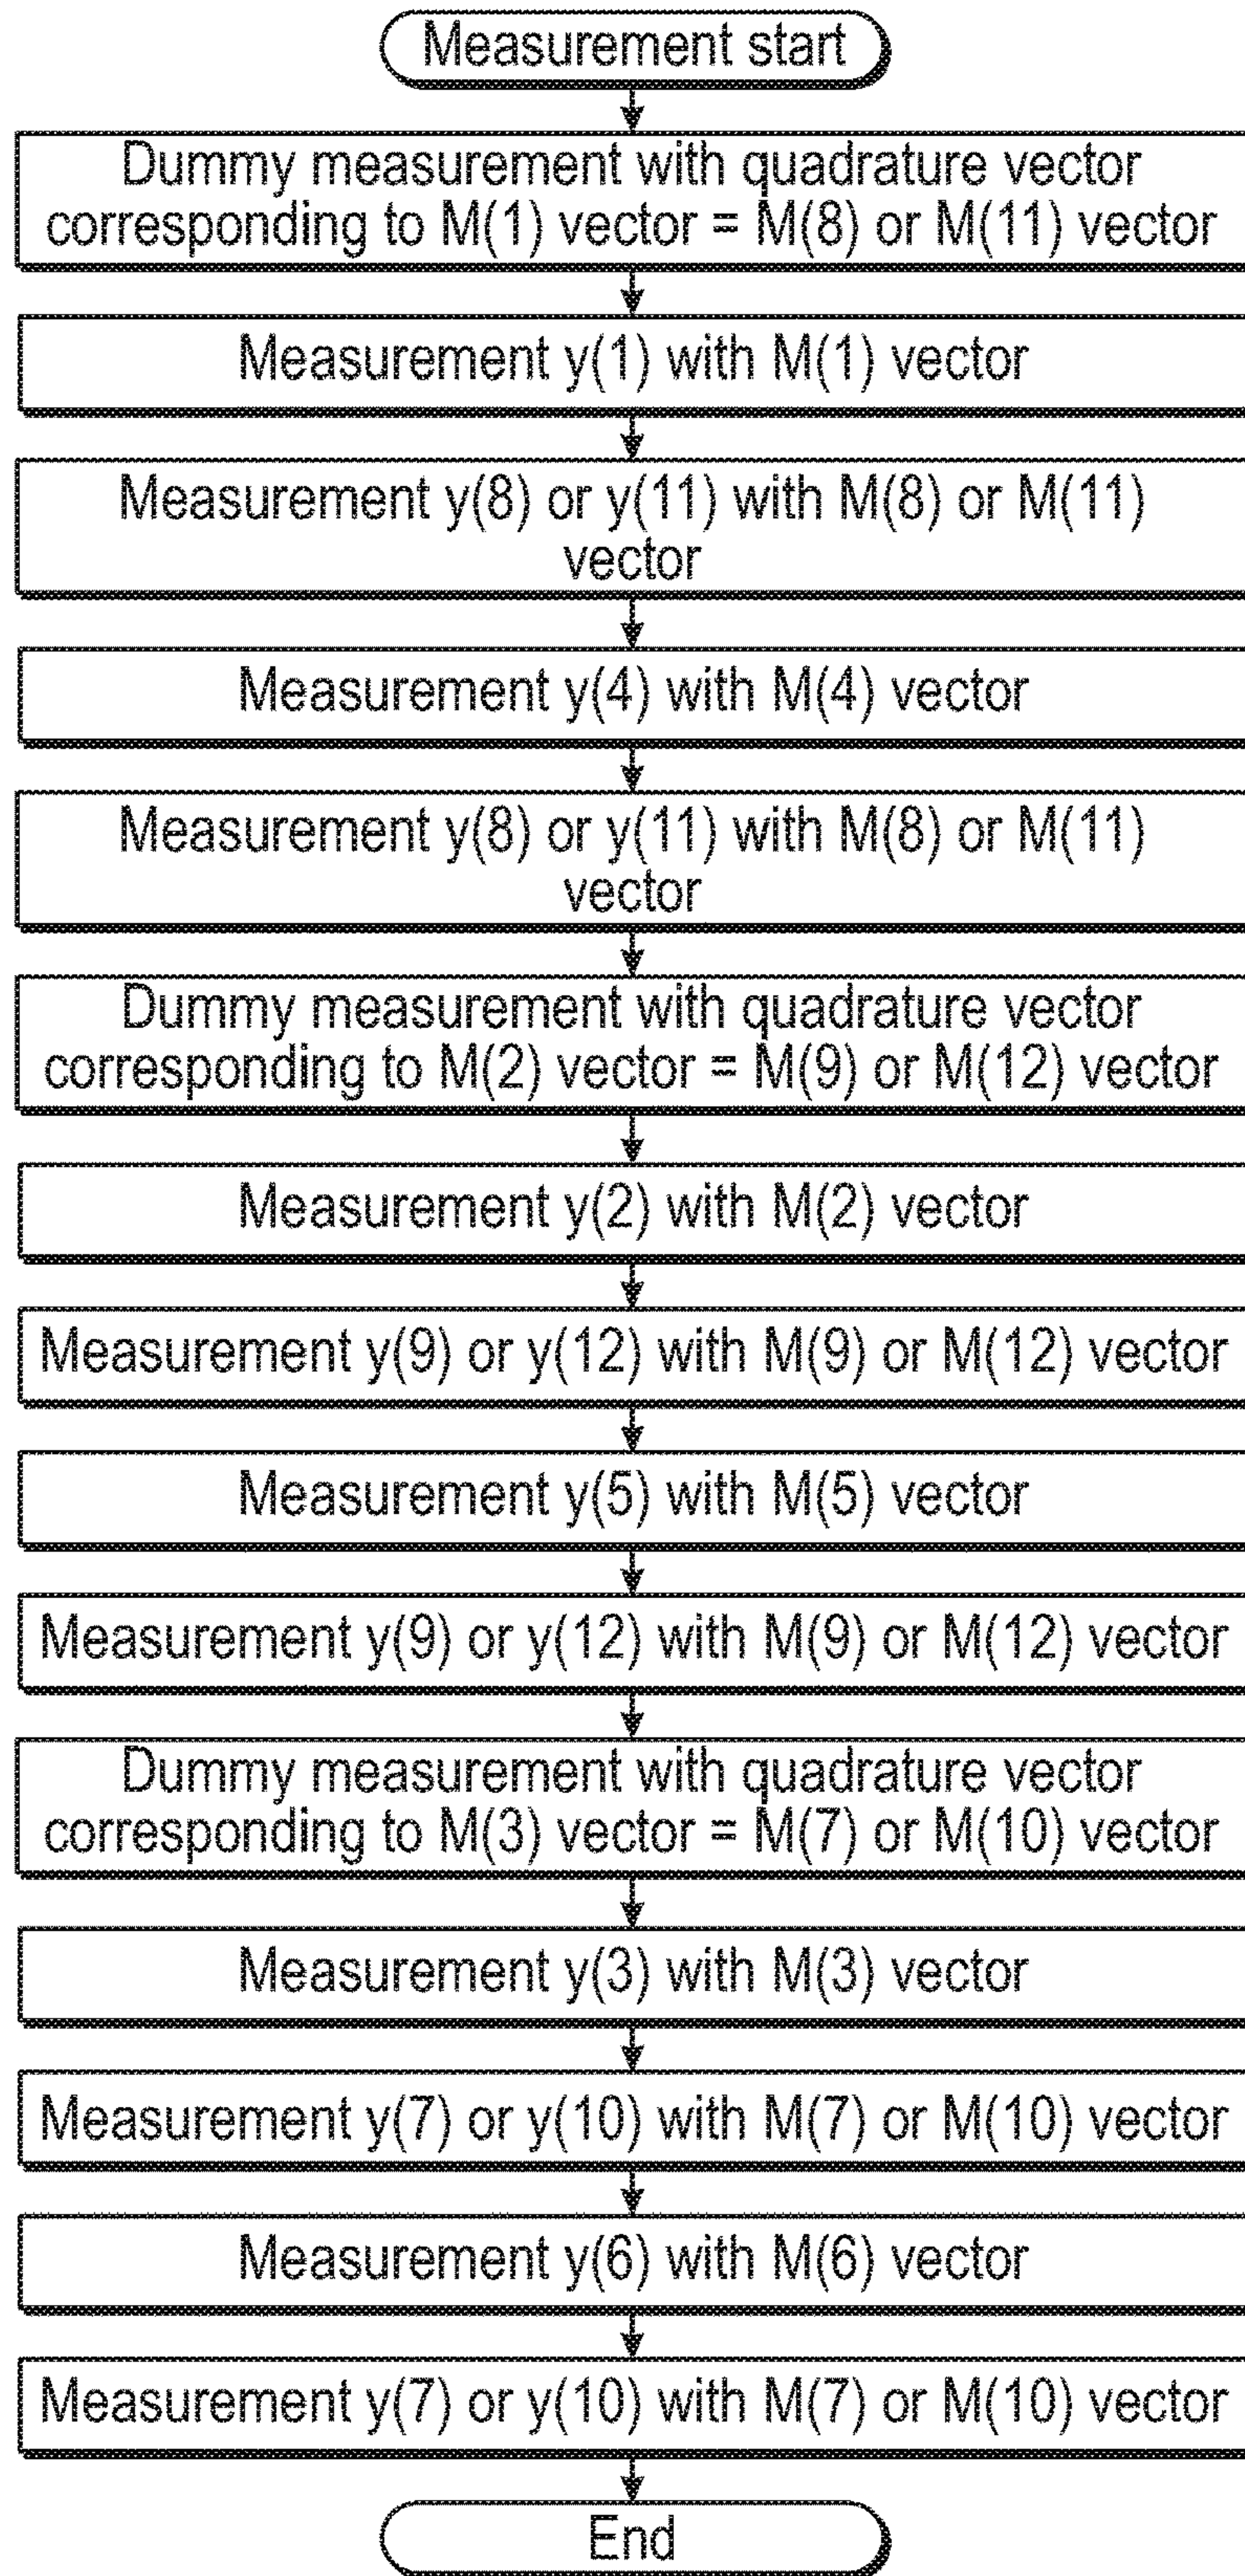 Measurement start
Dummy measurement with quadrature vector
corresponding to M(1) vector = M(8) or M(11) vector
Measurement y(1) with M(1) vector
Measurement y(8) or y(11) with M(8) or M(11)
vector
Measurement y(4) with M(4) vector
Measurement y(8) or y(11) with M(8) or M(11)
vector
Dummy measurement with quadrature vector
corresponding to M(2) vector = M(9) or M(12) vector
Measurement y(2) with M(2) vector
Measurement y(9) or y(12) with M(9) or M(12) vector
Measurement y(5) with M(5) vector
Measurement y(9) or y(12) with M(9) or M(12) vector
Dummy measurement with quadrature vector
corresponding to M(3) vector = M(7) or M(10) vector
Measurement y(3) with M(3) vector
Measurement y(7) or y(10) with M(7) or M(10) vector
Measurement y(6) with M(6) vector
Measurement y(7) or y(10) with M(7) or M(10) vector
End